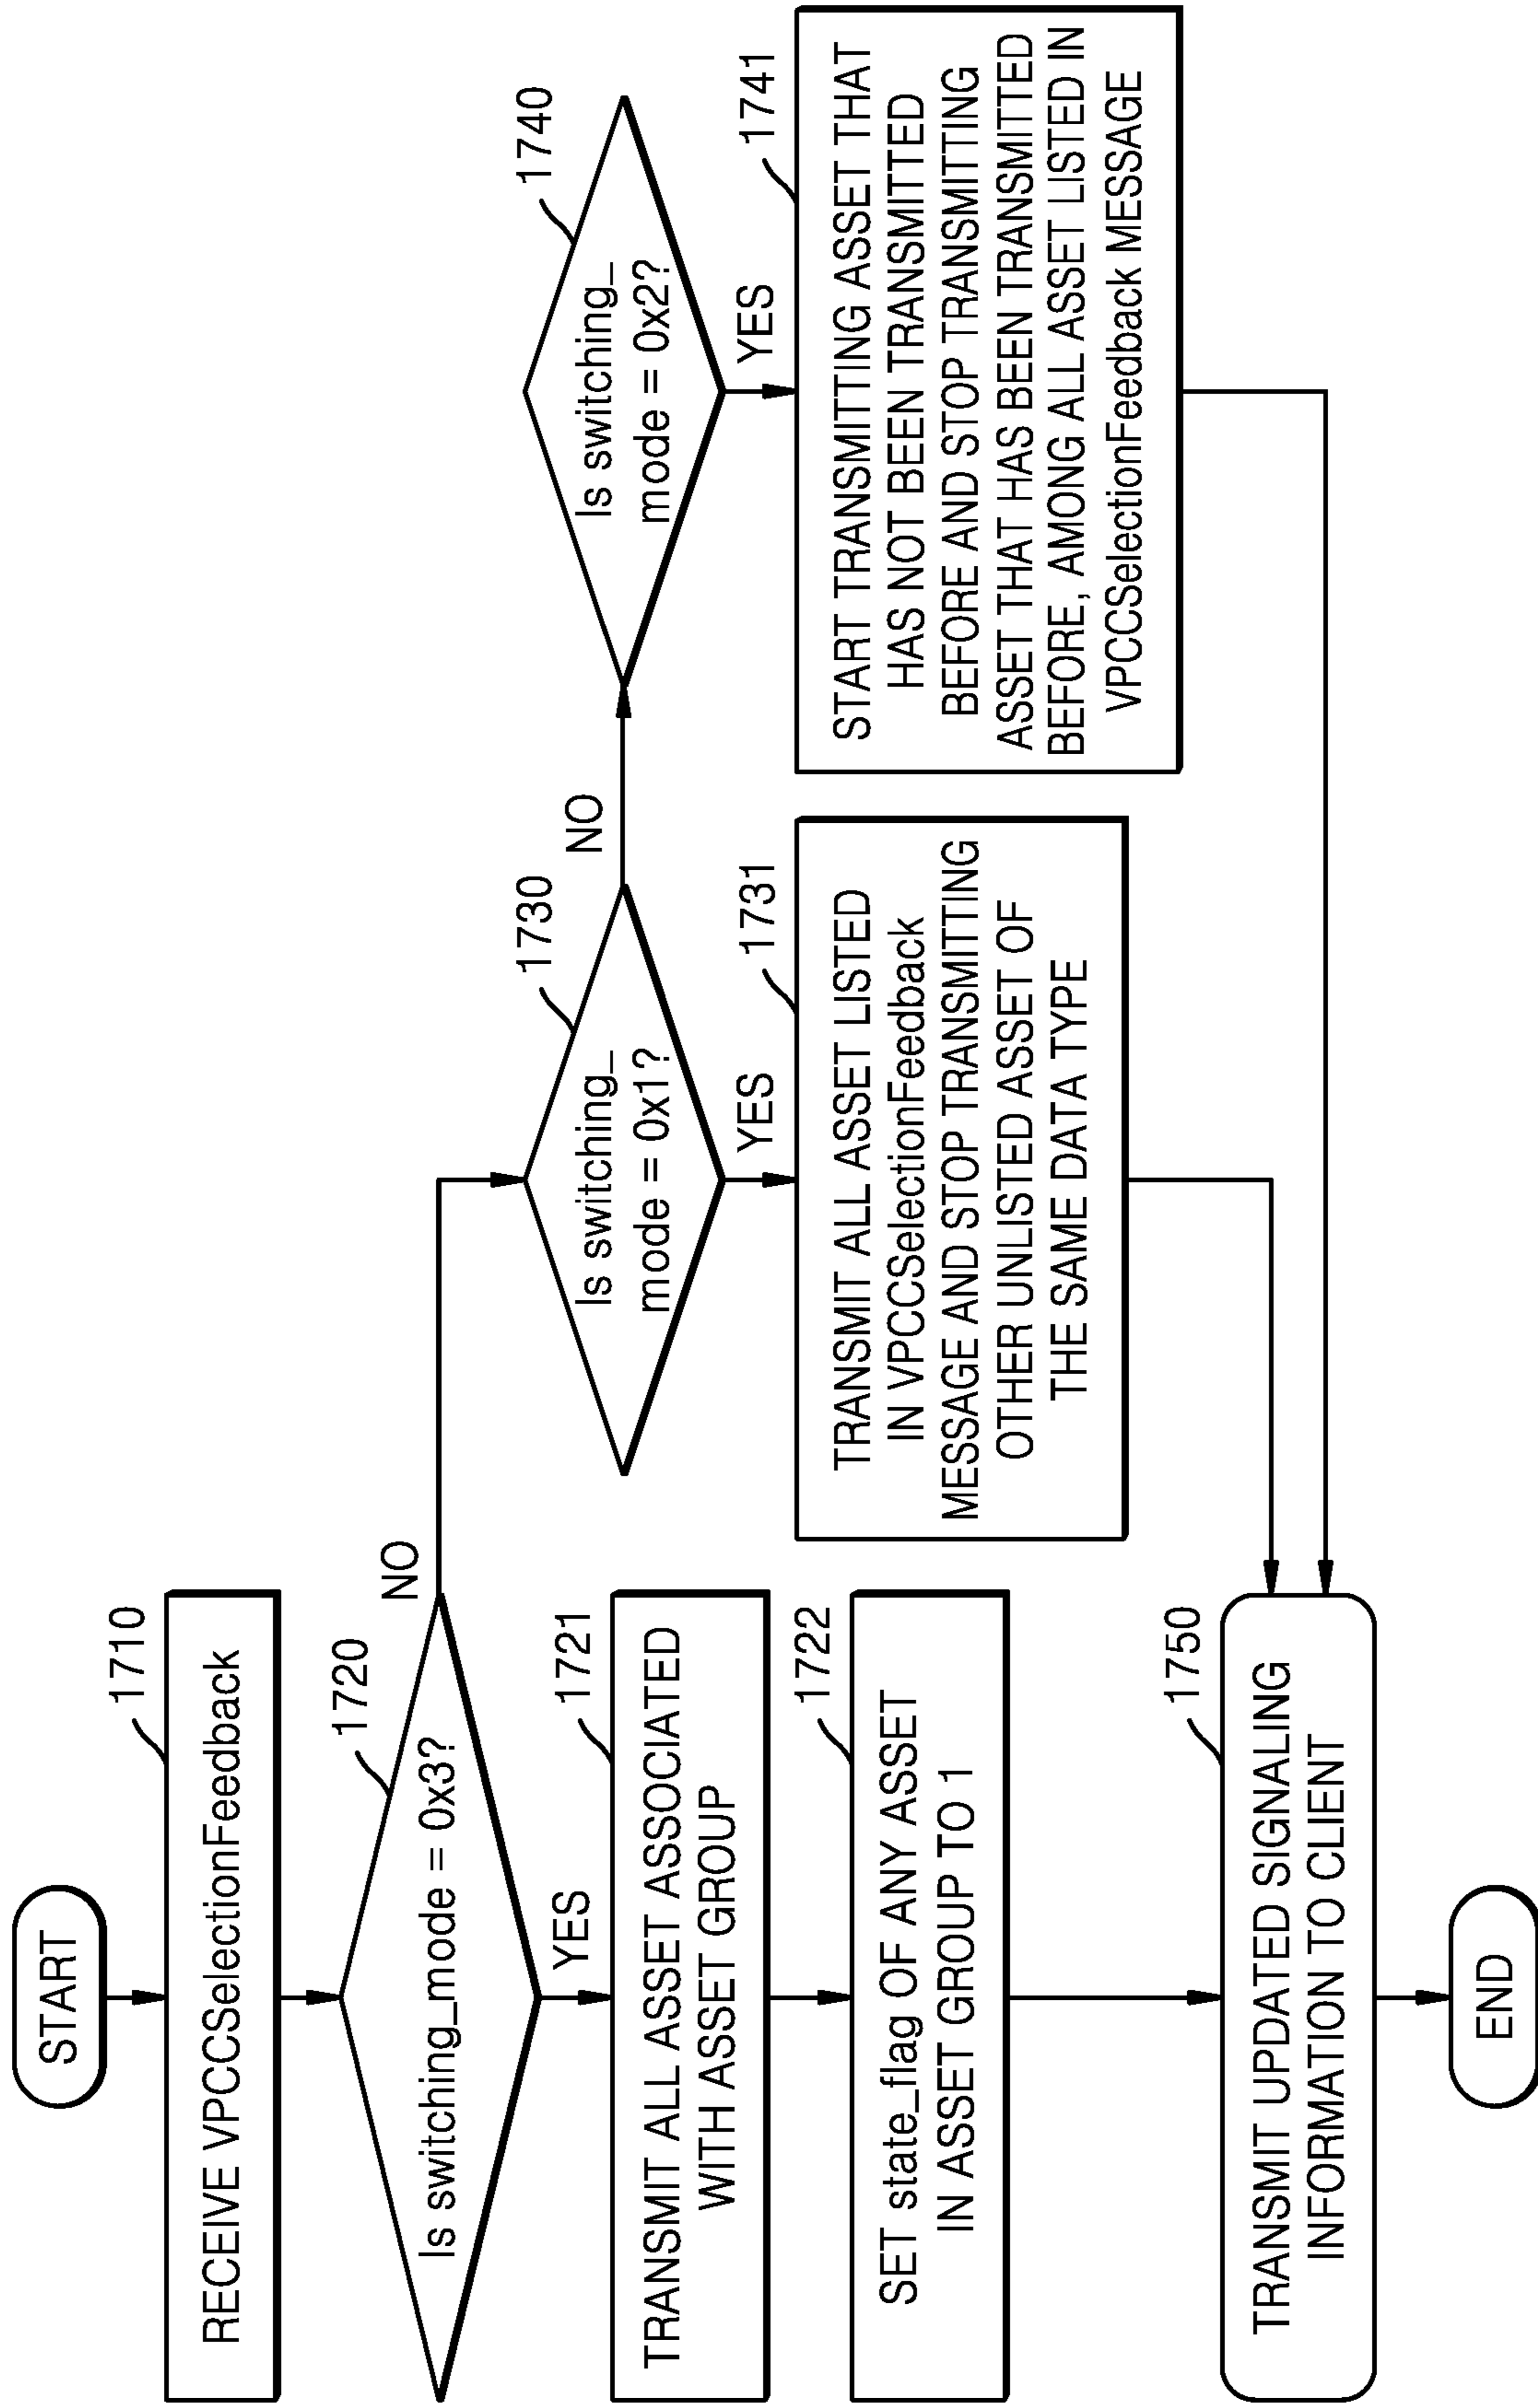 START
1710
RECEIVE VPCCSelectionFeedback
1720
Is switching_mode = 0x3?
NO
YES
1721
TRANSMIT ALL ASSET ASSOCIATED
WITH ASSET GROUP
1722
SET state_flag OF ANY ASSET
IN ASSET GROUP TO 1
1730
Is switching_
mode = 0x1?
NO
YES
1731
TRANSMIT ALL ASSET LISTED
IN VPCCSelectionFeedback
MESSAGE AND STOP TRANSMITTING
OTHER UNLISTED ASSET OF
THE SAME DATA TYPE
1740
Is switching_
mode = 0x2?
YES
1741
START TRANSMITTING ASSET THAT
HAS NOT BEEN TRANSMITTED
BEFORE AND STOP TRANSMITTING
ASSET THAT HAS BEEN TRANSMITTED
BEFORE, AMONG ALL ASSET LISTED IN
VPCCSelectionFeedback MESSAGE
1750
TRANSMIT UPDATED SIGNALING
INFORMATION TO CLIENT
END